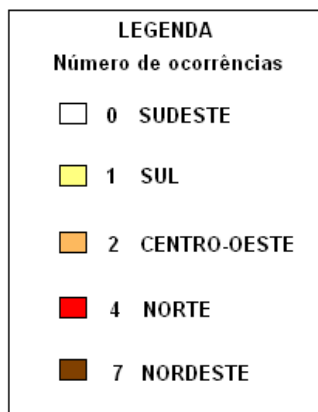 LEGENDA
Número de ocorrências
0 SUDESTE
1 SUL
2 CENTRO-OESTE
4 NORTE
7 NORDESTE